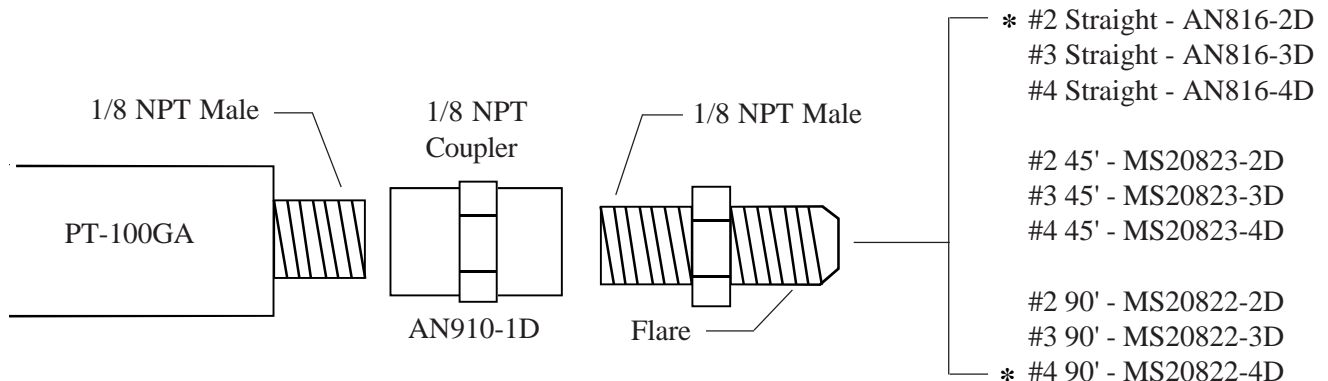 1/8 NPT Male
1/8 NPT
Coupler
1/8 NPT Male
PT-100GA
AN910-1D
Flare
* #2 Straight - AN816-2D
#3 Straight - AN816-3D
#4 Straight - AN816-4D
#2 45' - MS20823-2D
#3 45' - MS20823-3D
#4 45' - MS20823-4D
#2 90' - MS20822-2D
#3 90' - MS20822-3D
* #4 90' - MS20822-4D